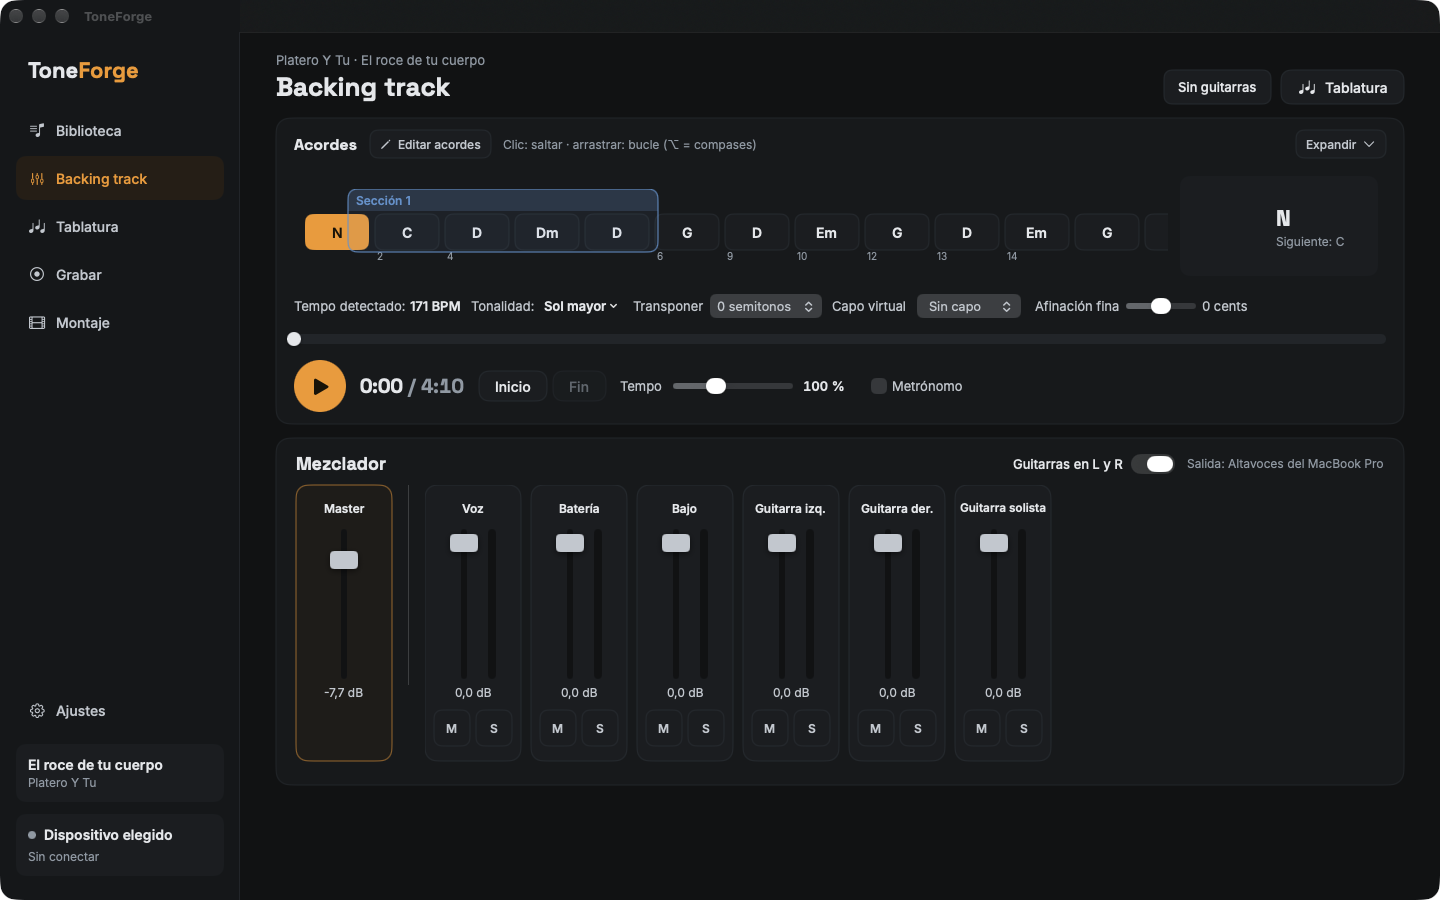 ToneForge
ToneForge
Biblioteca
Backing track
Tablatura
Grabar
Montaje
Ajustes
El roce de tu cuerpo
Platero Y Tu
Dispositivo elegido
Sin conectar
Platero Y Tu · El roce de tu cuerpo
Backing track
Sin guitarras
Tablatura
Acordes
Editar acordes
Clic: saltar · arrastrar: bucle (⌥ = compases)
Expandir
Sección 1
N C D Dm D G D Em G D Em G
2 4 6 9 10 12 13 14
N
Siguiente: C
Tempo detectado: 171 BPM Tonalidad: Sol mayor Transponer 0 semitonos Capo virtual Sin capo Afinación fina 0 cents
0:00 / 4:10 Inicio Fin Tempo 100 % Metrónomo
Mezclador
Guitarras en L y R
Salida: Altavoces del MacBook Pro
Master Voz Batería Bajo Guitarra izq. Guitarra der. Guitarra solista
-7,7 dB 0,0 dB 0,0 dB 0,0 dB 0,0 dB 0,0 dB 0,0 dB
M S M S M S M S M S M S